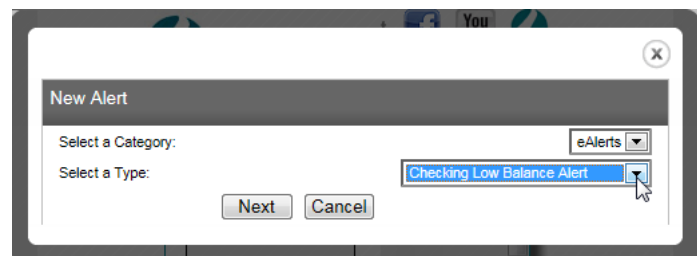 You
x
New Alert
Select a Category: eAlerts
Select a Type: Checking Low Balance Alert
Next Cancel